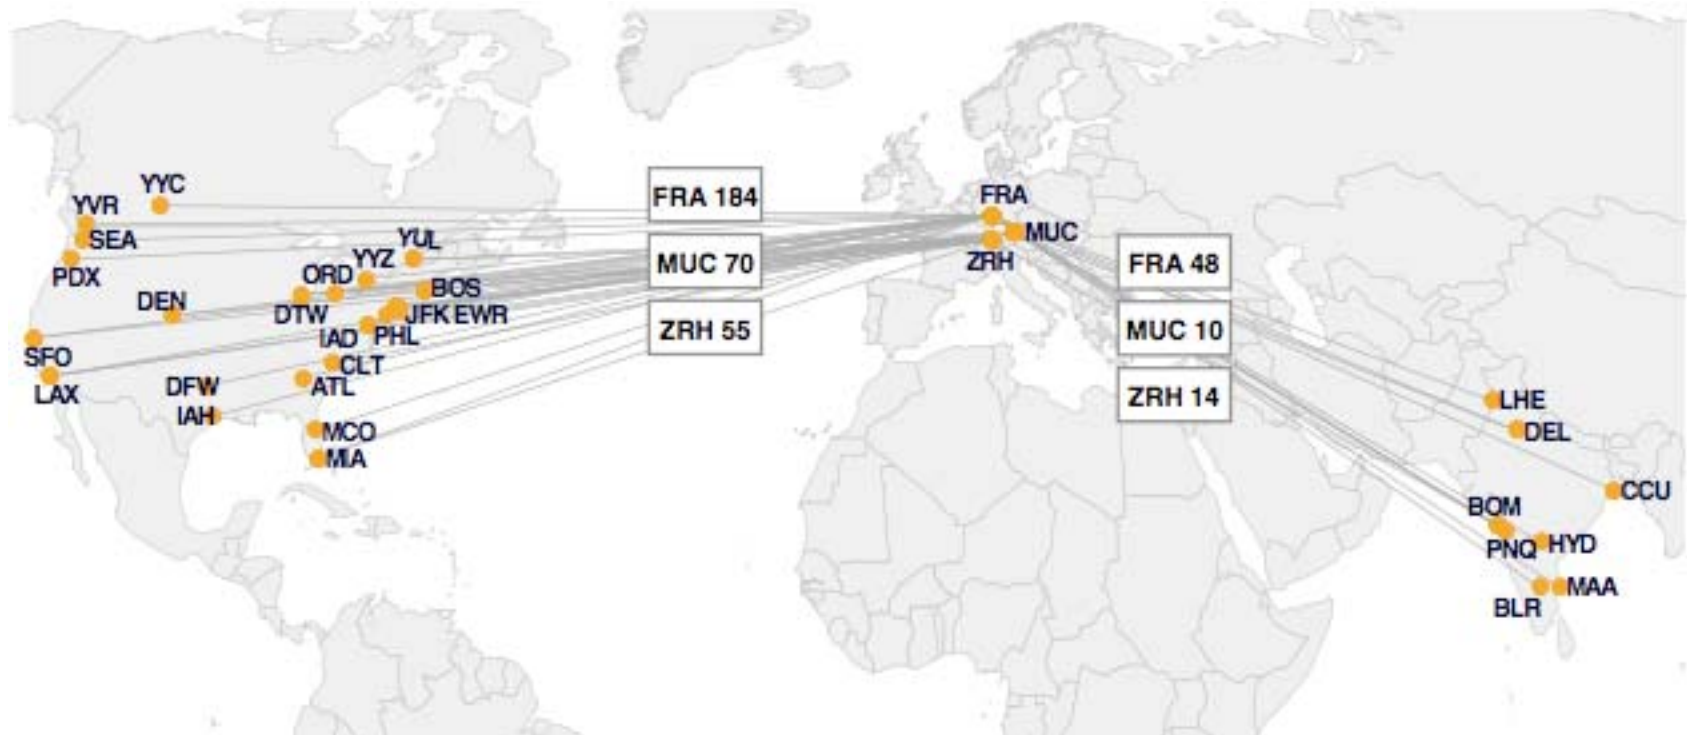 YYC
YVR
SEA
PDX
YUL
YYZ
ORD
DEN
DTW
BOS
JFK EWR
IAD
PHL
SFO
LAX
CLT
DFW
ATL
IAH
MCO
MIA
FRA 184
MUC 70
ZRH 55
FRA
MUC
ZRH
FRA 48
MUC 10
ZRH 14
LHE
DEL
CCU
BOM
PNQ
HYD
MAA
BLR